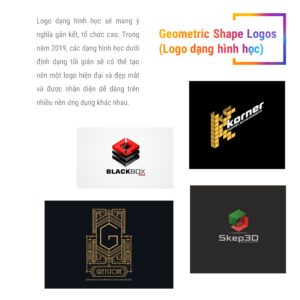 Logo dạng hình học sẽ mang ý
nghĩa gắn kết, tổ chức cao. Trong
năm 2019, các dạng hình học dưới
định dạng tối giản sẽ có thể tạo
nên một logo hiện đại và đẹp mắt
và được nhận diện dễ dàng trên
nhiều nền ứng dụng khác nhau.
Geometric Shape Logos
(Logo dạng hình học)
korner
BLACKBOX
Skep3D
G
GREYSTONE